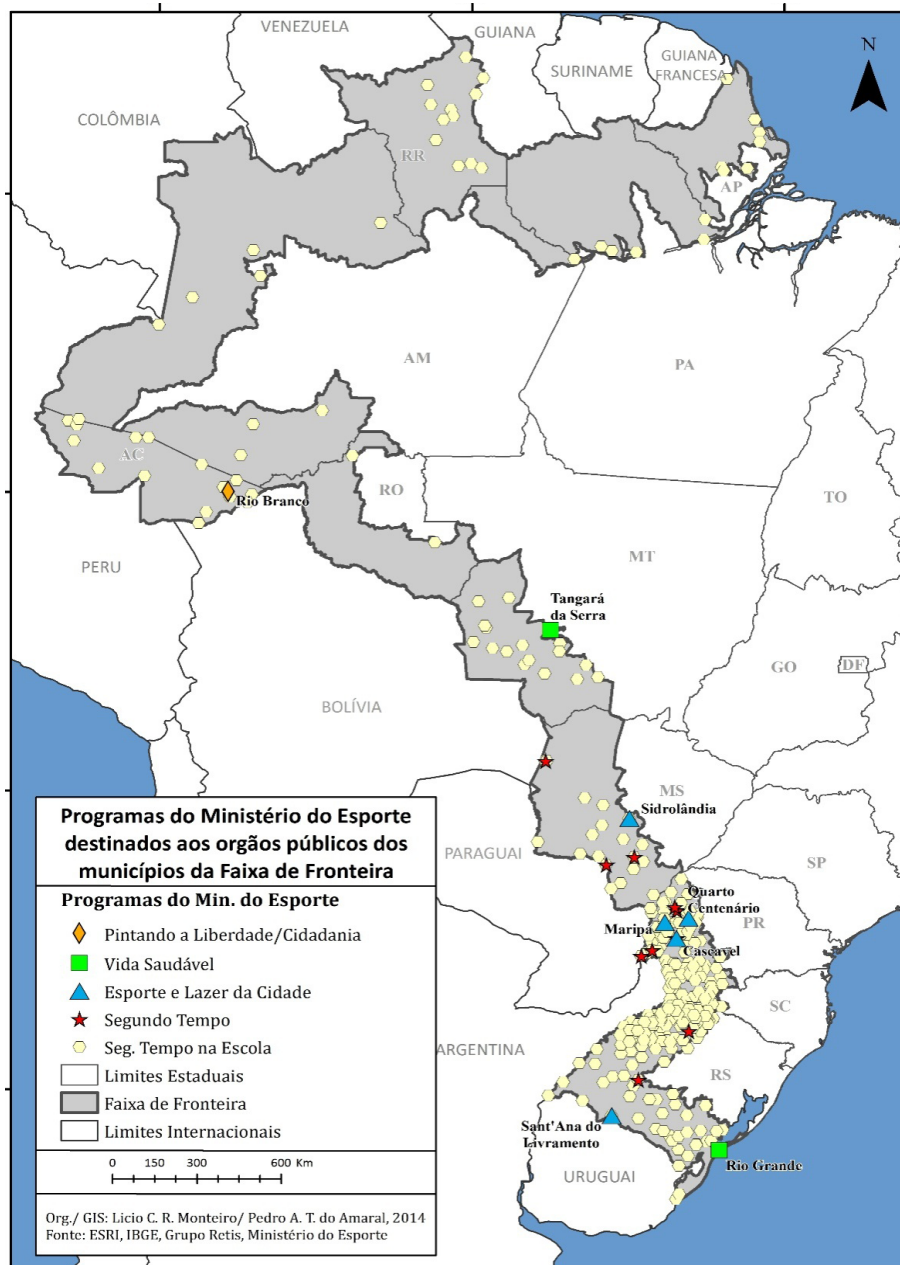 VENEZUELA
GUIANA
N
SURINAME
GUIANA
FRANCESA
COLÔMBIA
RR
AP
AM
PA
AC
RO
Rio Branco
TO
PERU
MT
Tangará
da Serra
GO
DF
BOLÍVIA
MS
Sidrolândia
PARAGUAI
SP
Quarto
Centenário
PR
Maripá
Cascavel
SC
ARGENTINA
RS
Sant'Ana do
Livramento
Rio Grande
URUGUAI
Programas do Ministério do Esporte
destinados aos orgãos públicos dos
municípios da Faixa de Fronteira
Programas do Min. do Esporte
Pintando a Liberdade/Cidadania
Vida Saudável
Esporte e Lazer da Cidade
Segundo Tempo
Seg. Tempo na Escola
Limites Estaduais
Faixa de Fronteira
Limites Internacionais
0 150 300 600 Km
Org./ GIS: Licio C. R. Monteiro/ Pedro A. T. do Amaral, 2014
Fonte: ESRI, IBGE, Grupo Retis, Ministério do Esporte